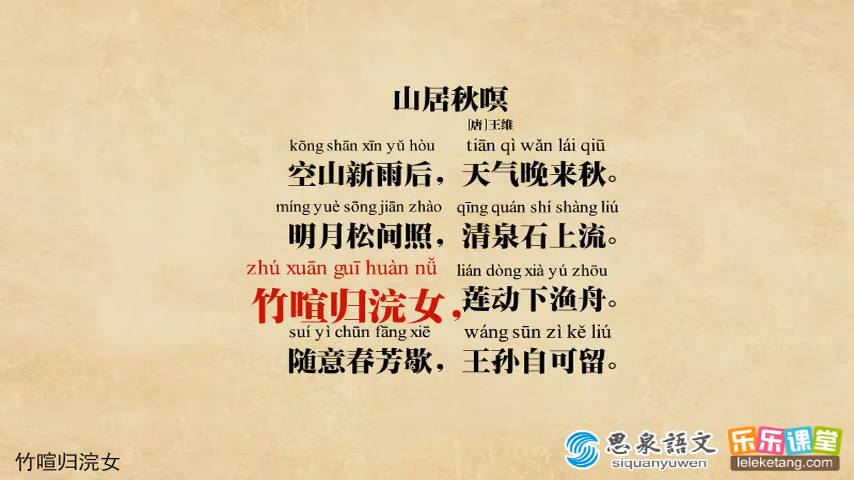 山居秋暝
[唐]王维
kōng shān xīn yǔ hòu tiān qì wǎn lái qiū
空山新雨后，天气晚来秋。
míng yuè sōng jiān zhào qīng quán shí shàng liú
明月松间照，清泉石上流。
zhú xuān guī huàn nǚ lián dòng xià yú zhōu
竹喧归浣女，莲动下渔舟。
suí yì chūn fāng xiē wáng sūn zì kě liú
随意春芳歇，王孙自可留。
竹喧归浣女
思泉語文
siquanyuwen
乐乐课堂
leleketang.com